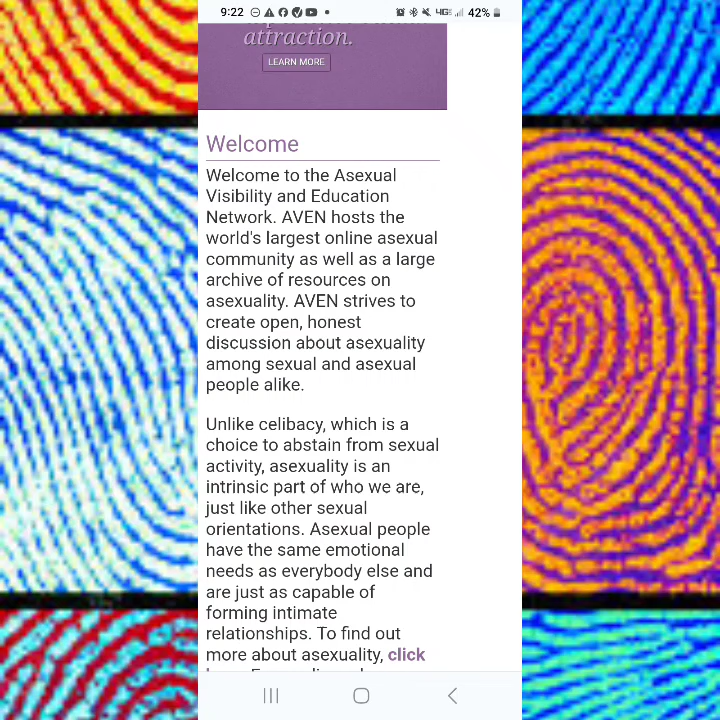 9:22
4G
42%
attraction.
LEARN MORE
Welcome
Welcome to the Asexual
Visibility and Education
Network. AVEN hosts the
world's largest online asexual
community as well as a large
archive of resources on
asexuality. AVEN strives to
create open, honest
discussion about asexuality
among sexual and asexual
people alike.
Unlike celibacy, which is a
choice to abstain from sexual
activity, asexuality is an
intrinsic part of who we are,
just like other sexual
orientations. Asexual people
have the same emotional
needs as everybody else and
are just as capable of
forming intimate
relationships. To find out
more about asexuality, click